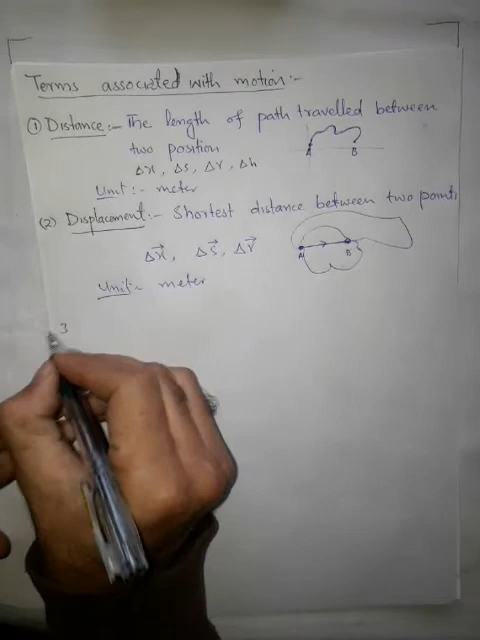 Terms associated with motion:-
① Distance:- The length of path travelled between
two position
Δx, Δs, Δr, Δh
A B
Unit:- meter
(2) Displacement:- Shortest distance between two points
Δx⃗, Δs⃗, Δr⃗
A B
Unit:- meter
3